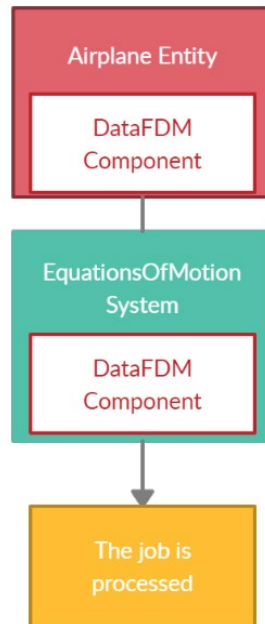 Airplane Entity
DataFDM
Component
EquationsOfMotion
System
DataFDM
Component
The job is
processed